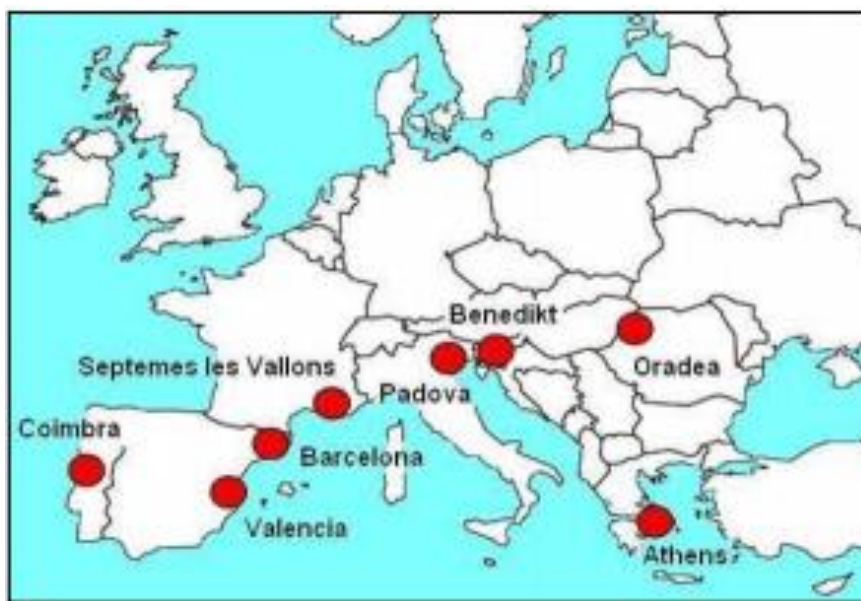 Benedikt
Septemes les Vallons
Oradea
Padova
Coimbra
Barcelona
Valencia
Athens